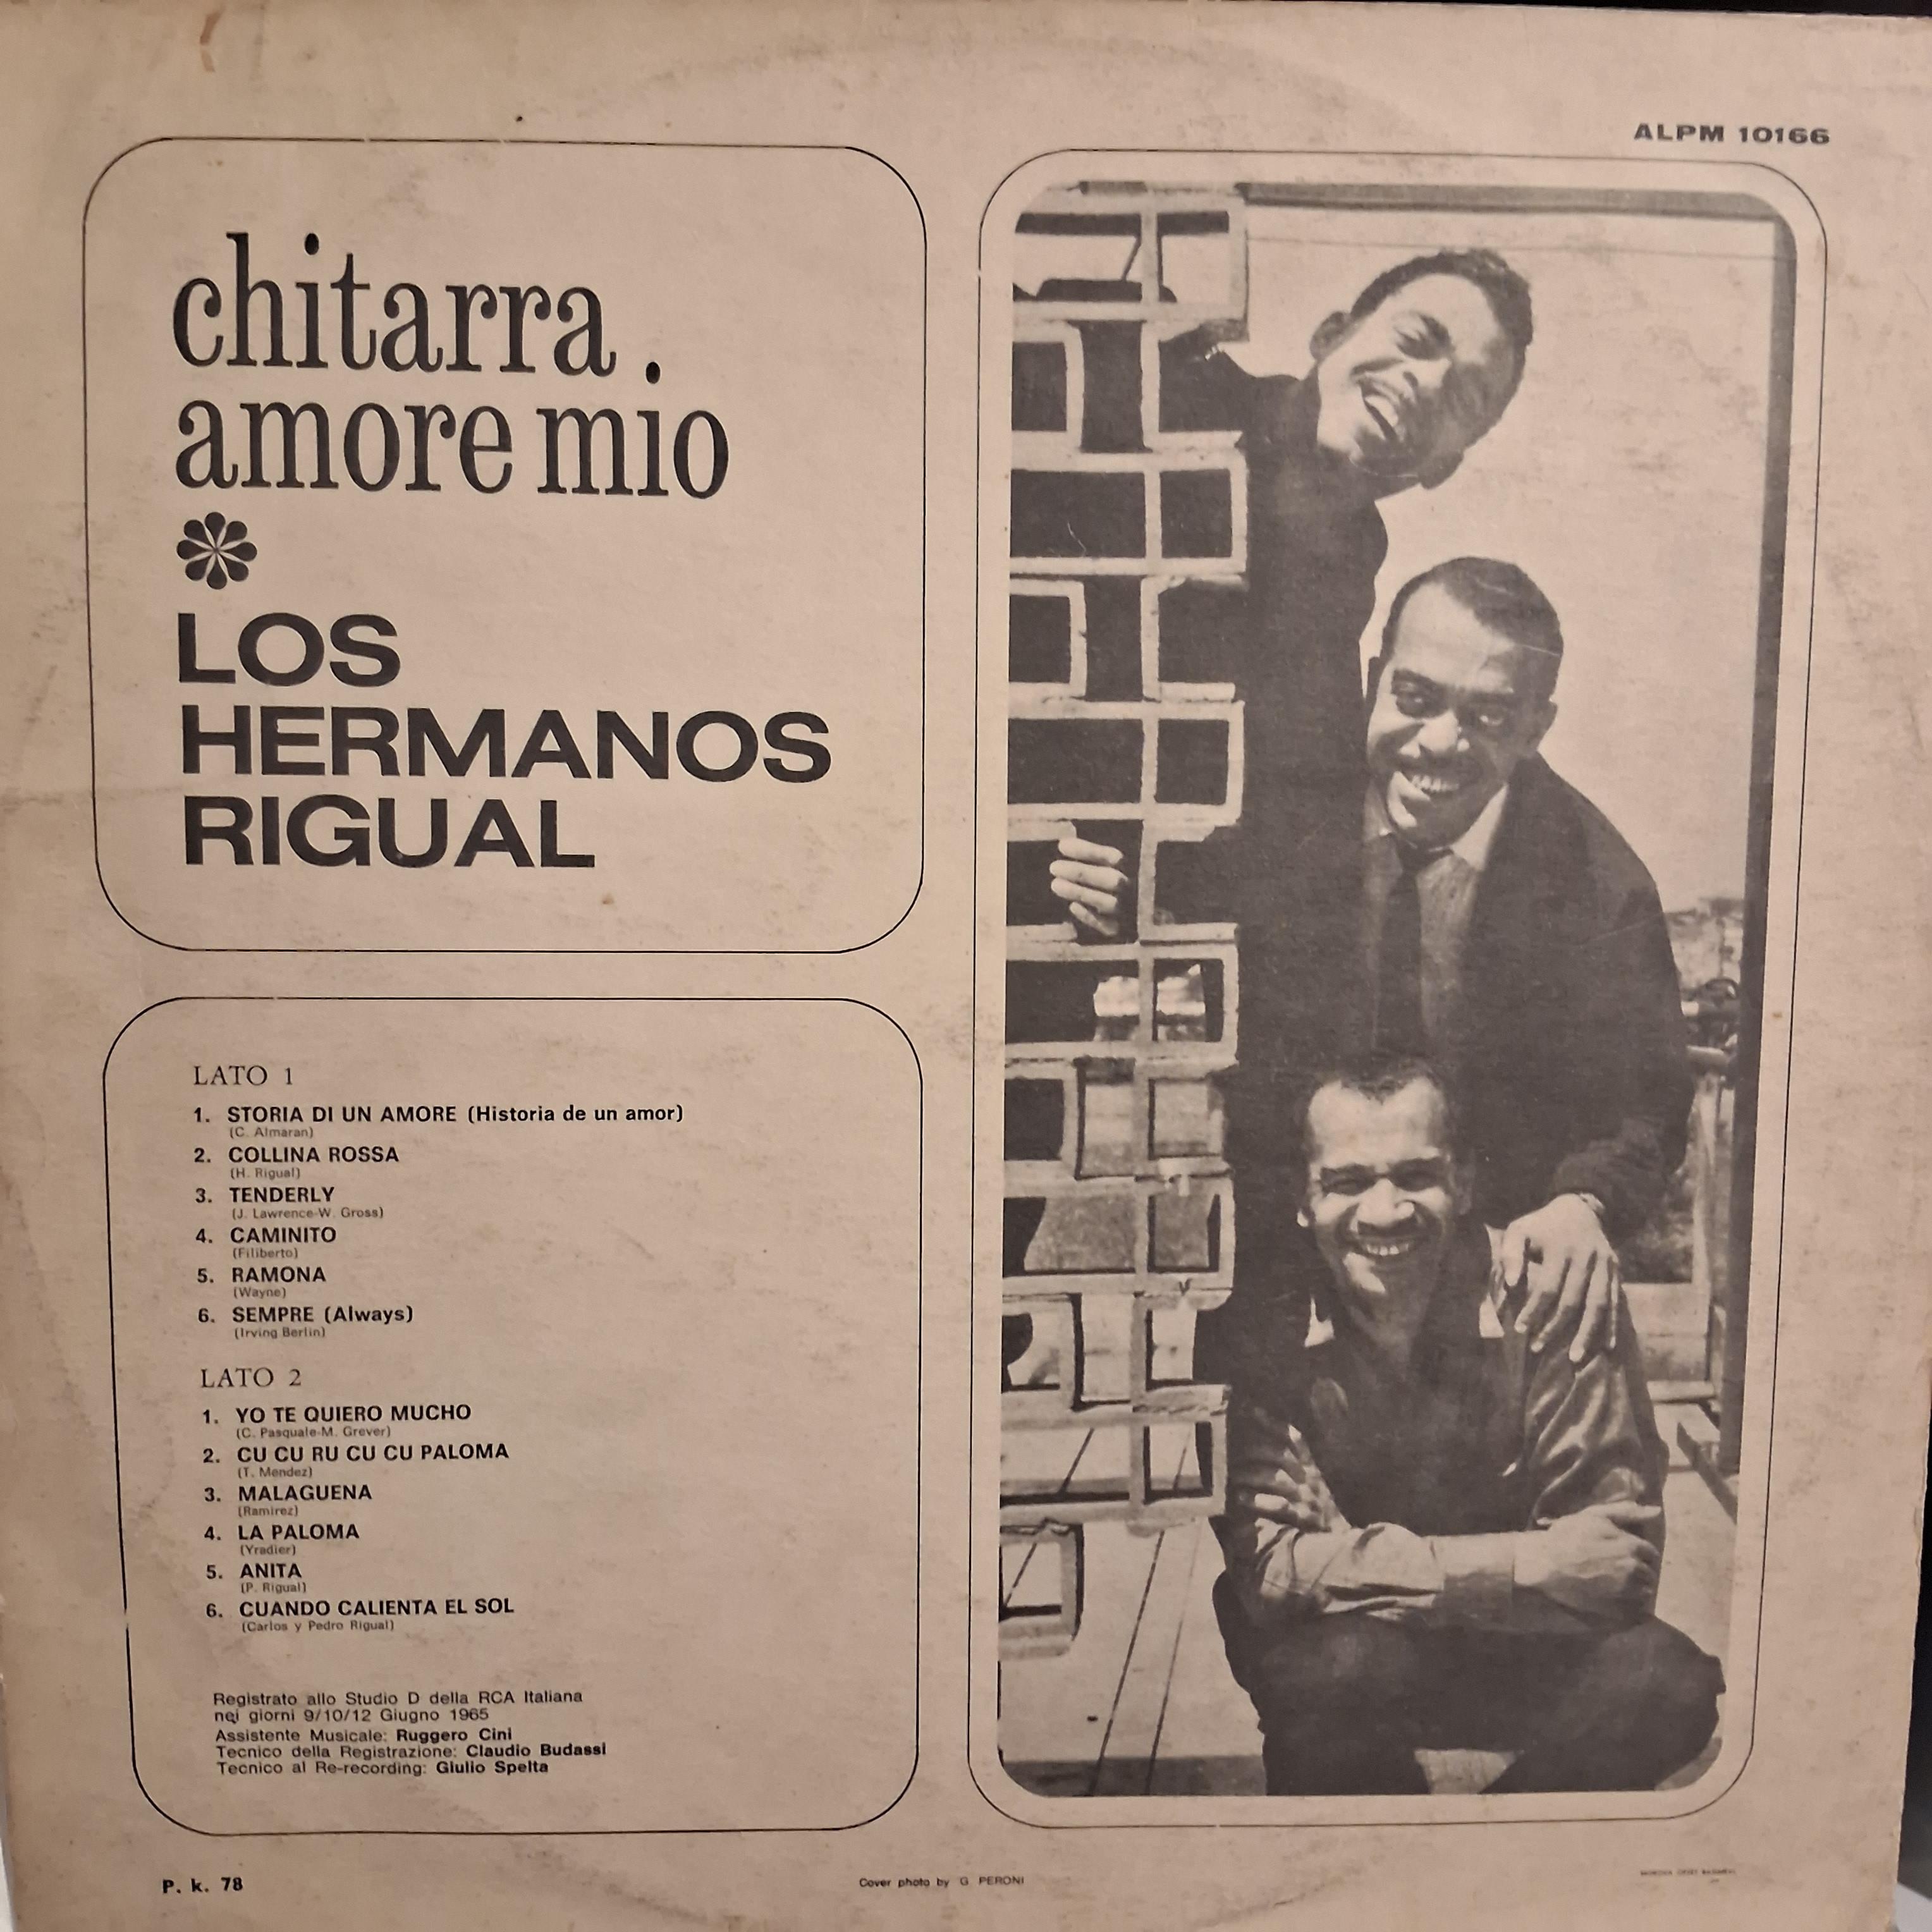 ALPM 10166
chitarra.
amore mio
LOS
HERMANOS
RIGUAL
LATO 1
1. STORIA DI UN AMORE (Historia de un amor)
(C. Almaran)
2. COLLINA ROSSA
(H. Rigual)
3. TENDERLY
(J. Lawrence-W. Gross)
4. CAMINITO
(Filiberto)
5. RAMONA
(Wayne)
6. SEMPRE (Always)
(Irving Berlin)
LATO 2
1. YO TE QUIERO MUCHO
(C. Pasquale-M. Grever)
2. CU CU RU CU CU PALOMA
(T. Mendez)
3. MALAGUENA
(Ramirez)
4. LA PALOMA
(Yradier)
5. ANITA
(P. Rigual)
6. CUANDO CALIENTA EL SOL
(Carlos y Pedro Rigual)
Registrato allo Studio D della RCA Italiana
nei giorni 9/10/12 Giugno 1965
Assistente Musicale: Ruggero Cini
Tecnico della Registrazione: Claudio Budassi
Tecnico al Re-recording: Giulio Spelta
P. k. 78
Cover photo by G. PERONI